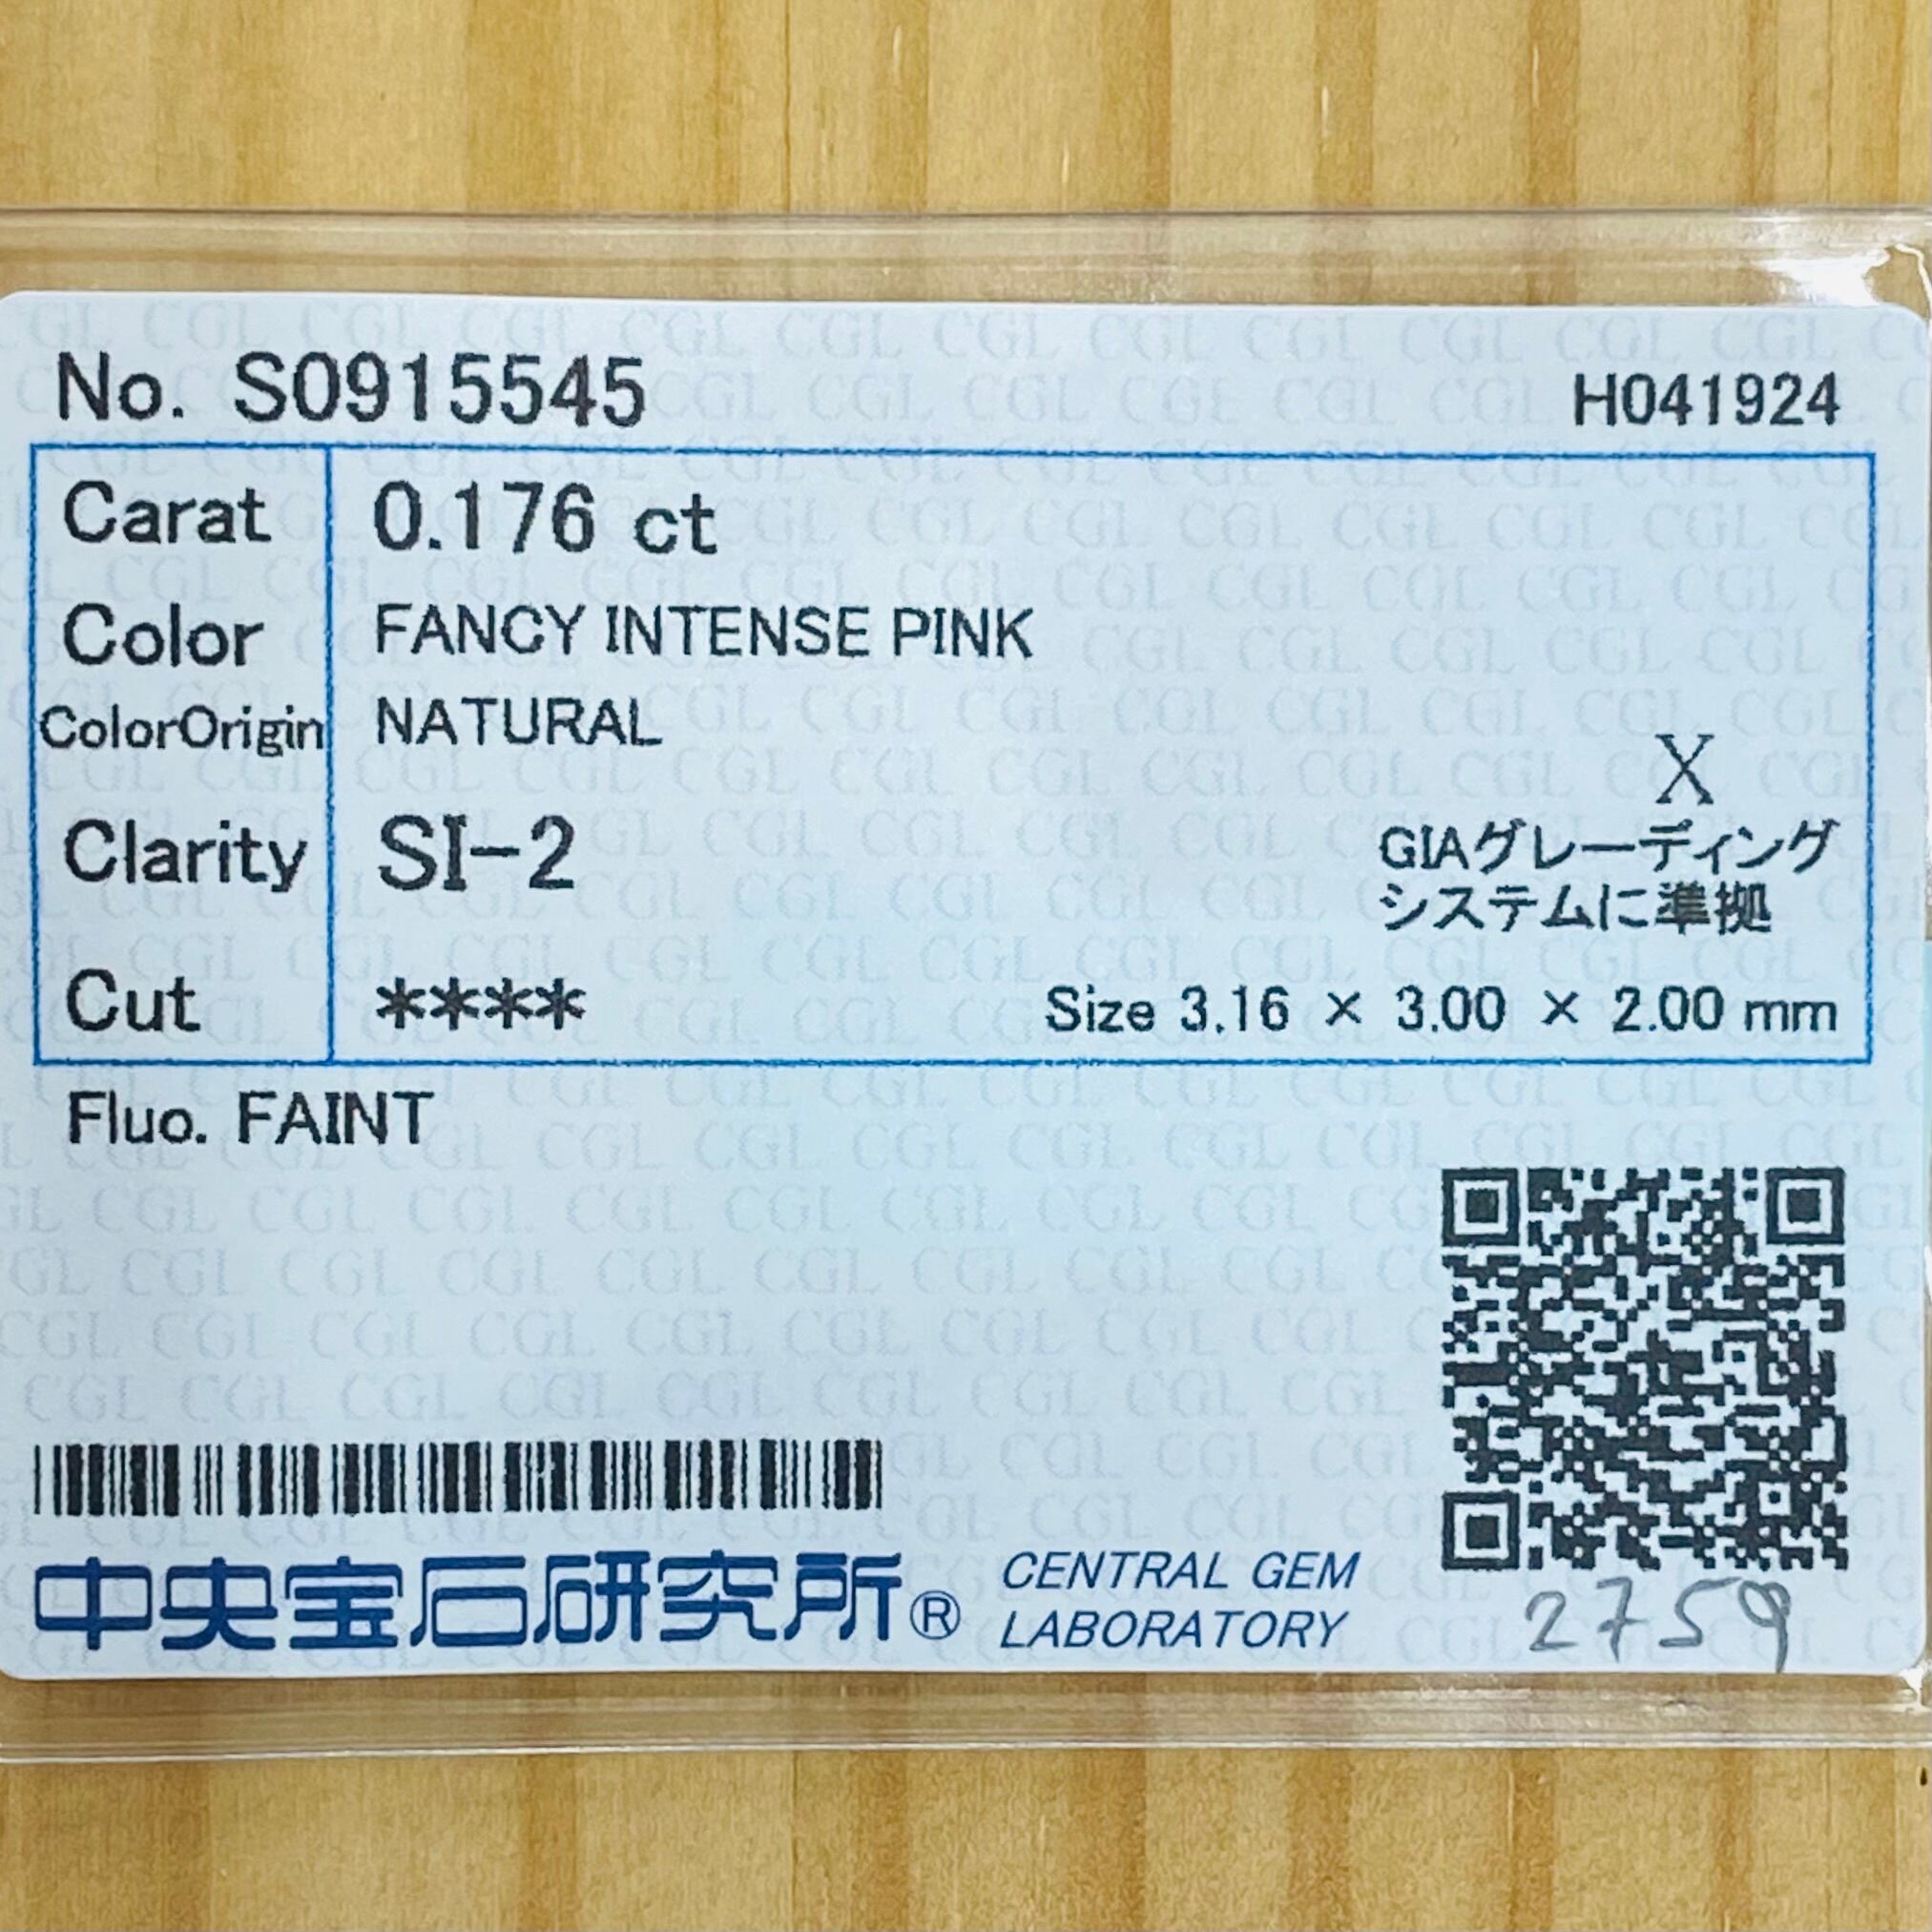 No. S0915545 H041924
Carat 0.176 ct
Color FANCY INTENSE PINK
ColorOrigin NATURAL
X
Clarity SI-2 GIAグレーディング
システムに準拠
Cut **** Size 3.16 × 3.00 × 2.00 mm
Fluo. FAINT
中央宝石研究所® CENTRAL GEM
LABORATORY
2759